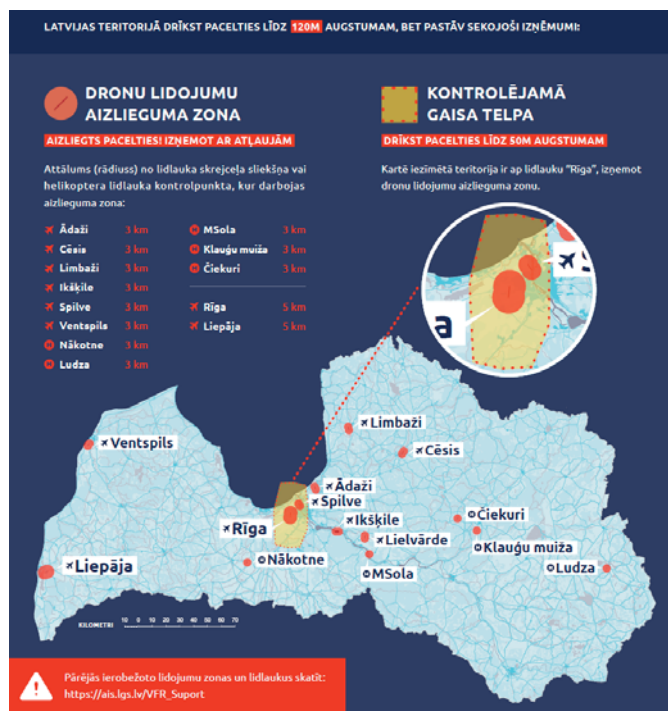 LATVIJAS TERITORIJĀ DRĪKST PACELTIES LĪDZ 120M AUGSTUMAM, BET PASTĀV SEKOJOŠI IZŅĒMUMI:
DRONU LIDOJUMU
AIZLIEGUMA ZONA
AIZLIEGTS PACELTIES! IZŅEMOT AR ATĻAUJĀM
Attālums (rādiuss) no lidlauka skrejceļa sliekšņa vai
helikoptera lidlauka kontrolpunkta, kur darbojas
aizlieguma zona:
Ādaži 3 km
Cēsis 3 km
Limbaži 3 km
Ikšķile 3 km
Spilve 3 km
Ventspils 3 km
Nākotne 3 km
Ludza 3 km
MSola 3 km
Klauģu muiža 3 km
Čiekuri 3 km
Rīga 5 km
Liepāja 5 km
KONTROLĒJAMĀ
GAISA TELPA
DRĪKST PACELTIES LĪDZ 50M AUGSTUMAM
Kartē iezīmētā teritorija ir ap lidlauku "Rīga", izņemot
dronu lidojumu aizlieguma zonu.
a
S
Limbaži
Ventspils
Cēsis
Ādaži
Spilve
Rīga
Ikšķile
Čiekuri
Lielvārde
Klauģu muiža
Nākotne
Liepāja
MSola
Ludza
KILOMETRI 10 0 10 20 30 40 50 60 70
Pārējās ierobežoto lidojumu zonas un lidlaukus skatīt:
https://ais.lgs.lv/VFR_Suport